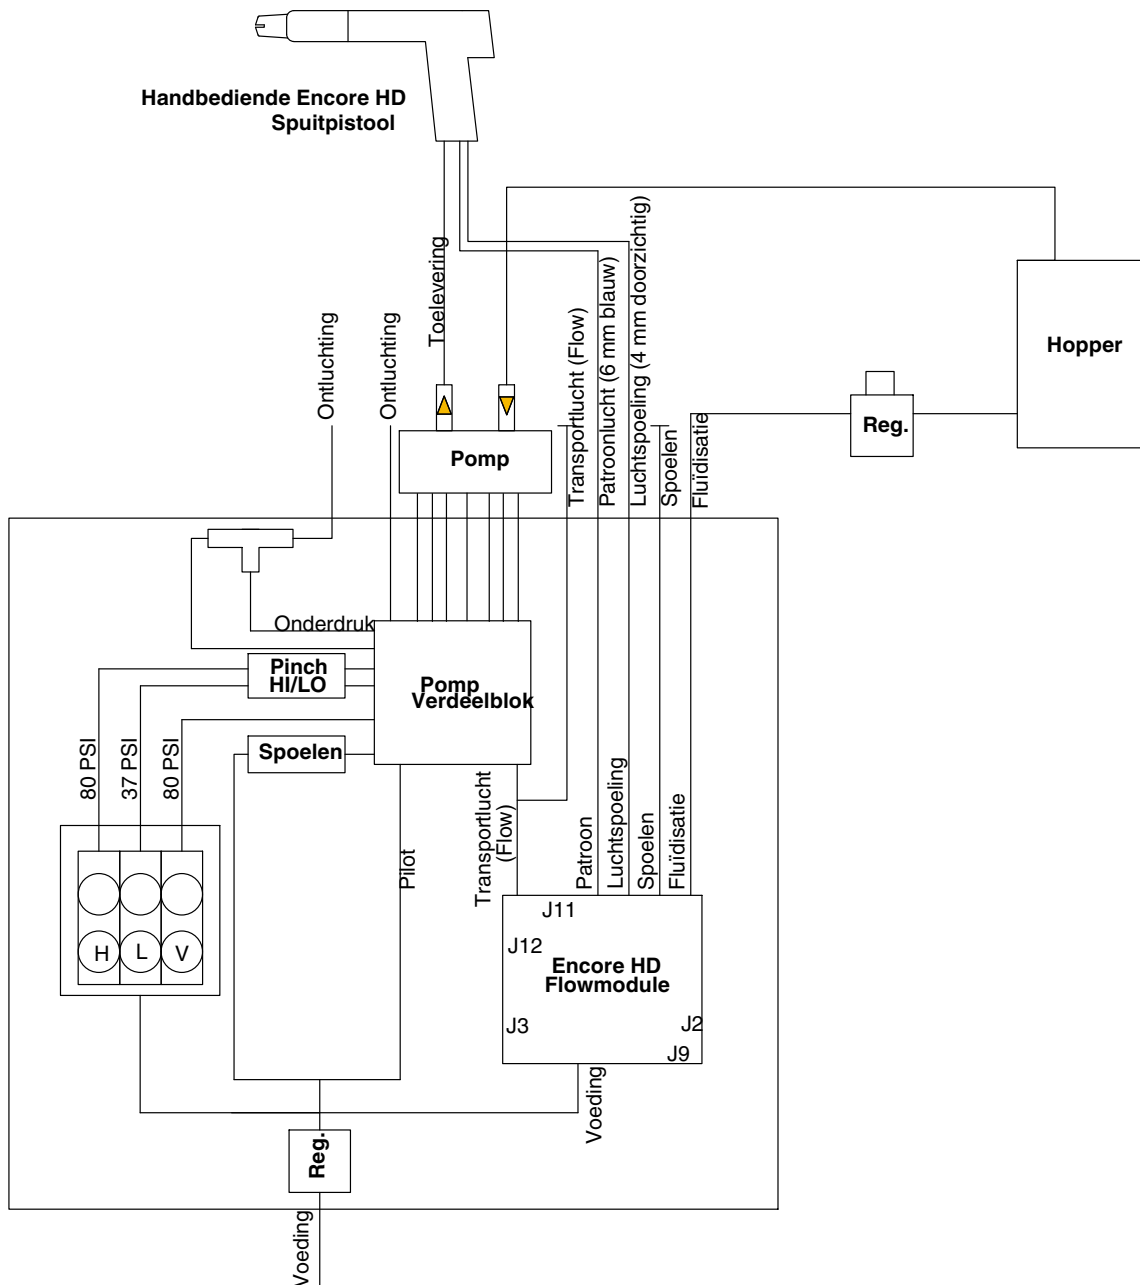 Handbediende Encore HD
Spuitpistool
Toelevering
Ontluchting
Ontluchting
Transportlucht (Flow)
Patroonlucht (6 mm blauw)
Luchtspoeling (4 mm doorzichtig)
Spoelen
Fluïdisatie
Hopper
Reg.
Pomp
Onderdruk
Pinch
HI/LO
Pomp
Verdeelblok
Spoelen
80 PSI
37 PSI
80 PSI
Pilot
Transportlucht
(Flow)
Patroon
Luchtspoeling
Spoelen
Fluïdisatie
H
L
V
J11
J12
Encore HD
Flowmodule
J3
J2
J9
Voeding
Reg.
Voeding